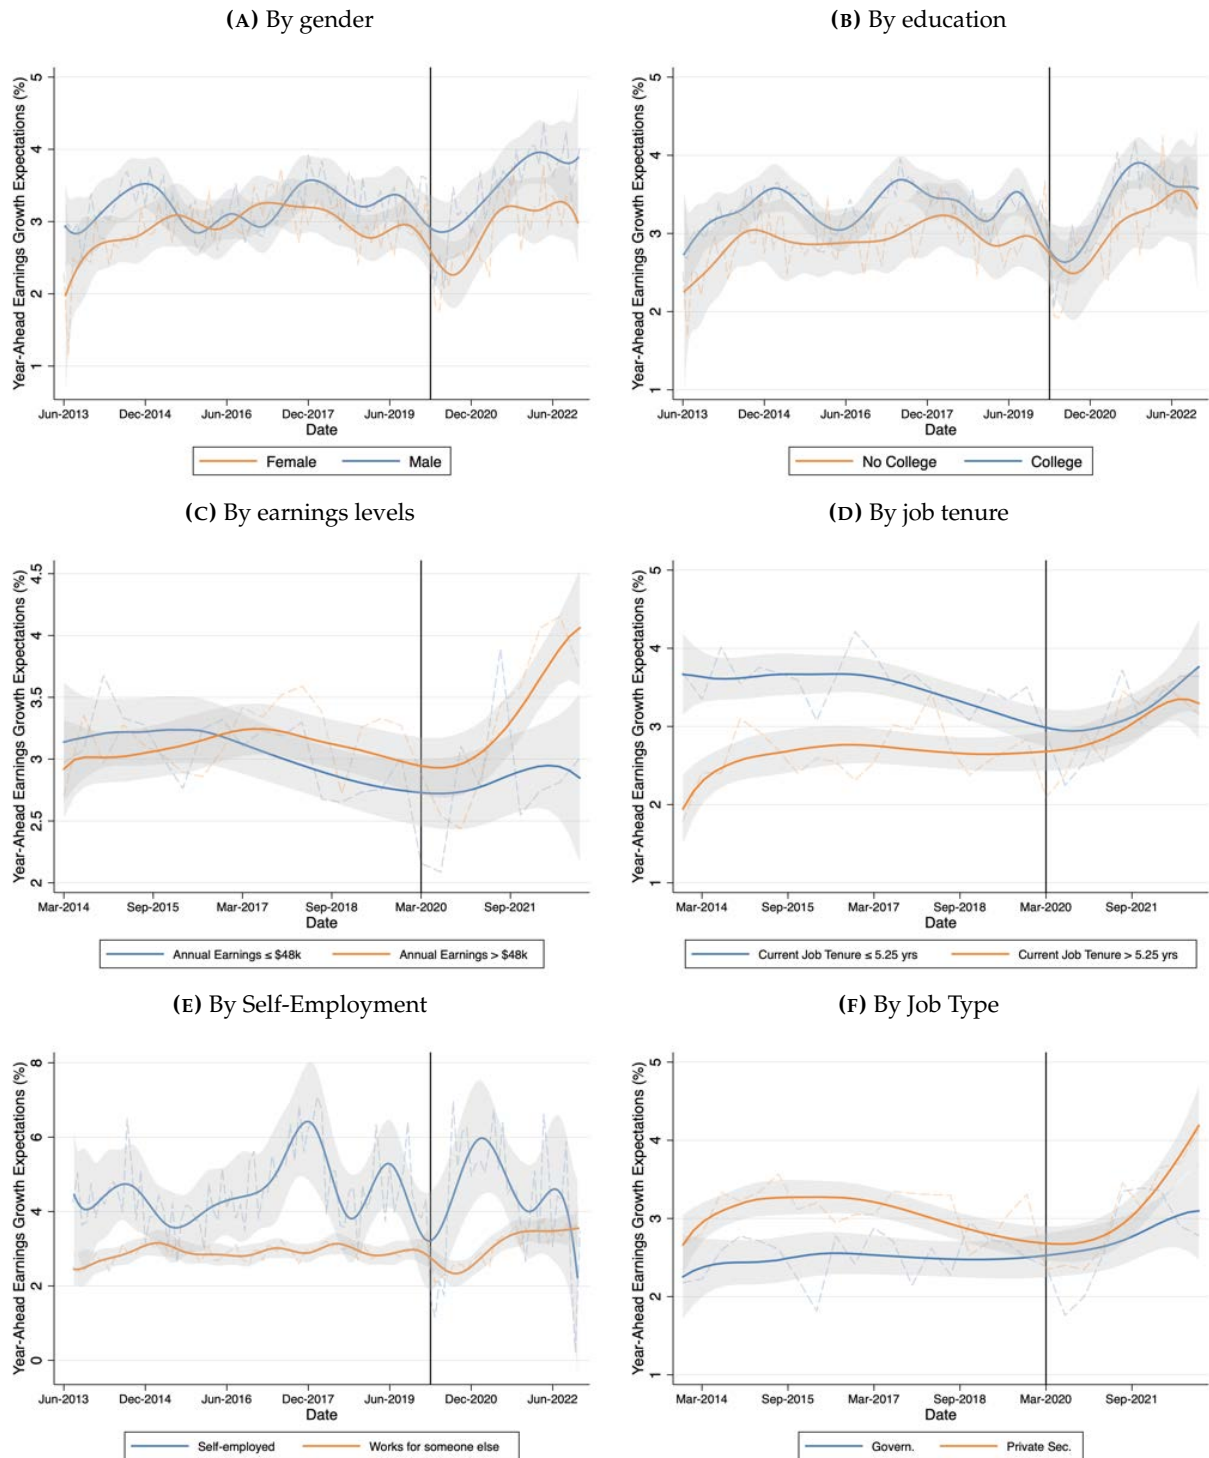 (A) By gender
Year-Ahead Earnings Growth Expectations (%)
5
4
3
2
1
Jun-2013 Dec-2014 Jun-2016 Dec-2017 Jun-2019 Dec-2020 Jun-2022
Date
Female Male
(B) By education
Year-Ahead Earnings Growth Expectations (%)
5
4
3
2
1
Jun-2013 Dec-2014 Jun-2016 Dec-2017 Jun-2019 Dec-2020 Jun-2022
Date
No College College
(C) By earnings levels
Year-Ahead Earnings Growth Expectations (%)
4.5
4
3.5
3
2.5
2
Mar-2014 Sep-2015 Mar-2017 Sep-2018 Mar-2020 Sep-2021
Date
Annual Earnings ≤ $48k Annual Earnings > $48k
(D) By job tenure
Year-Ahead Earnings Growth Expectations (%)
5
4
3
2
1
Mar-2014 Sep-2015 Mar-2017 Sep-2018 Mar-2020 Sep-2021
Date
Current Job Tenure ≤ 5.25 yrs Current Job Tenure > 5.25 yrs
(E) By Self-Employment
Year-Ahead Earnings Growth Expectations (%)
8
6
4
2
0
Jun-2013 Dec-2014 Jun-2016 Dec-2017 Jun-2019 Dec-2020 Jun-2022
Date
Self-employed Works for someone else
(F) By Job Type
Year-Ahead Earnings Growth Expectations (%)
5
4
3
2
1
Mar-2014 Sep-2015 Mar-2017 Sep-2018 Mar-2020 Sep-2021
Date
Govern. Private Sec.